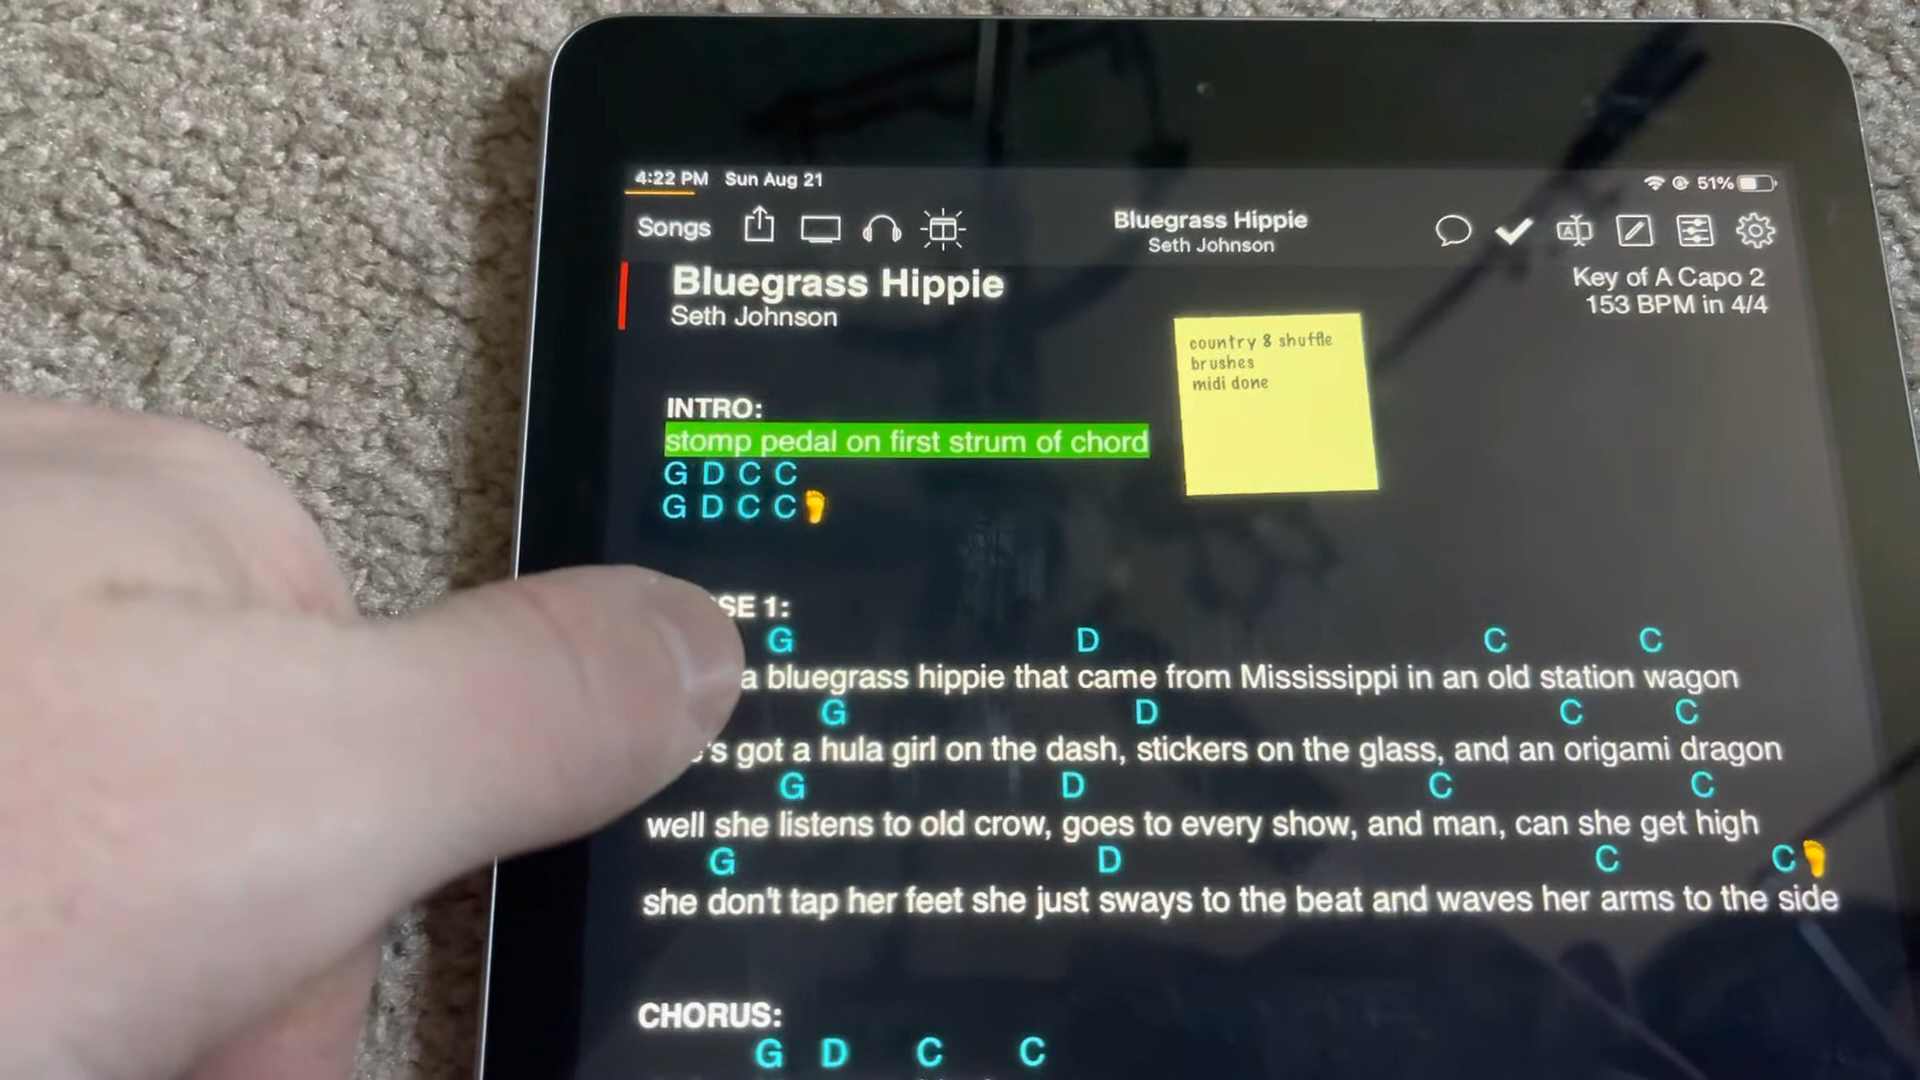 4:22 PM Sun Aug 21
51%
Songs
Bluegrass Hippie
Seth Johnson
Bluegrass Hippie
Seth Johnson
Key of A Capo 2
153 BPM in 4/4
country 8 shuffle
brushes
midi done
INTRO:
stomp pedal on first strum of chord
G D C C
G D C C
SE 1:
G D C C
a bluegrass hippie that came from Mississippi in an old station wagon
G D C C
's got a hula girl on the dash, stickers on the glass, and an origami dragon
G D C C
well she listens to old crow, goes to every show, and man, can she get high
G D C C
she don't tap her feet she just sways to the beat and waves her arms to the side
CHORUS:
G D C C